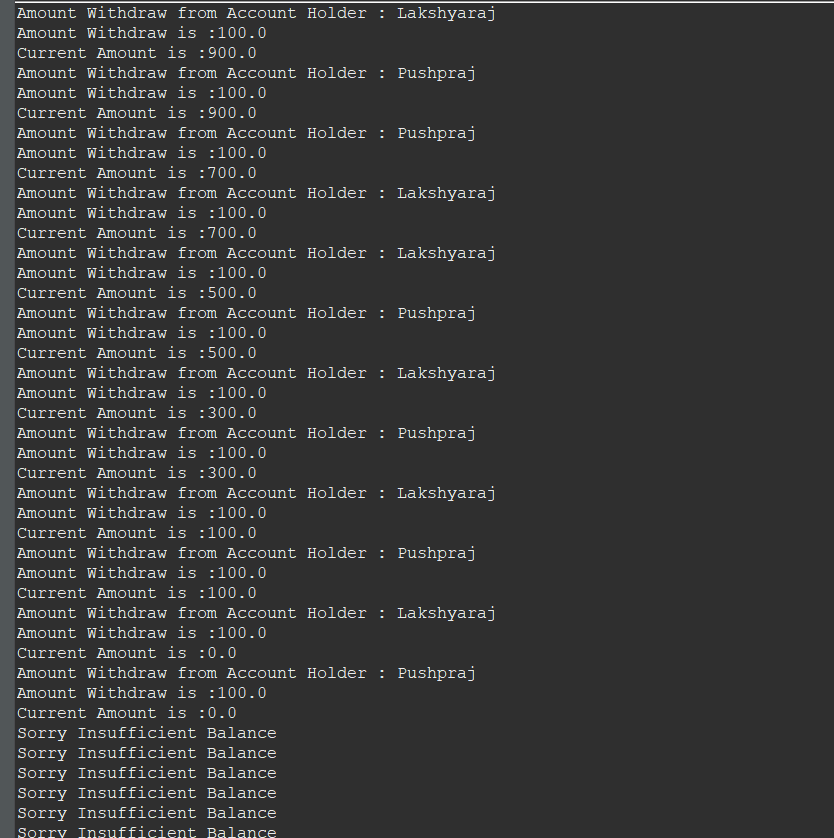 Amount Withdraw from Account Holder : Lakshyaraj
Amount Withdraw is :100.0
Current Amount is :900.0
Amount Withdraw from Account Holder : Pushpraj
Amount Withdraw is :100.0
Current Amount is :900.0
Amount Withdraw from Account Holder : Pushpraj
Amount Withdraw is :100.0
Current Amount is :700.0
Amount Withdraw from Account Holder : Lakshyaraj
Amount Withdraw is :100.0
Current Amount is :700.0
Amount Withdraw from Account Holder : Lakshyaraj
Amount Withdraw is :100.0
Current Amount is :500.0
Amount Withdraw from Account Holder : Pushpraj
Amount Withdraw is :100.0
Current Amount is :500.0
Amount Withdraw from Account Holder : Lakshyaraj
Amount Withdraw is :100.0
Current Amount is :300.0
Amount Withdraw from Account Holder : Pushpraj
Amount Withdraw is :100.0
Current Amount is :300.0
Amount Withdraw from Account Holder : Lakshyaraj
Amount Withdraw is :100.0
Current Amount is :100.0
Amount Withdraw from Account Holder : Pushpraj
Amount Withdraw is :100.0
Current Amount is :100.0
Amount Withdraw from Account Holder : Lakshyaraj
Amount Withdraw is :100.0
Current Amount is :0.0
Amount Withdraw from Account Holder : Pushpraj
Amount Withdraw is :100.0
Current Amount is :0.0
Sorry Insufficient Balance
Sorry Insufficient Balance
Sorry Insufficient Balance
Sorry Insufficient Balance
Sorry Insufficient Balance
Sorry Insufficient Balance